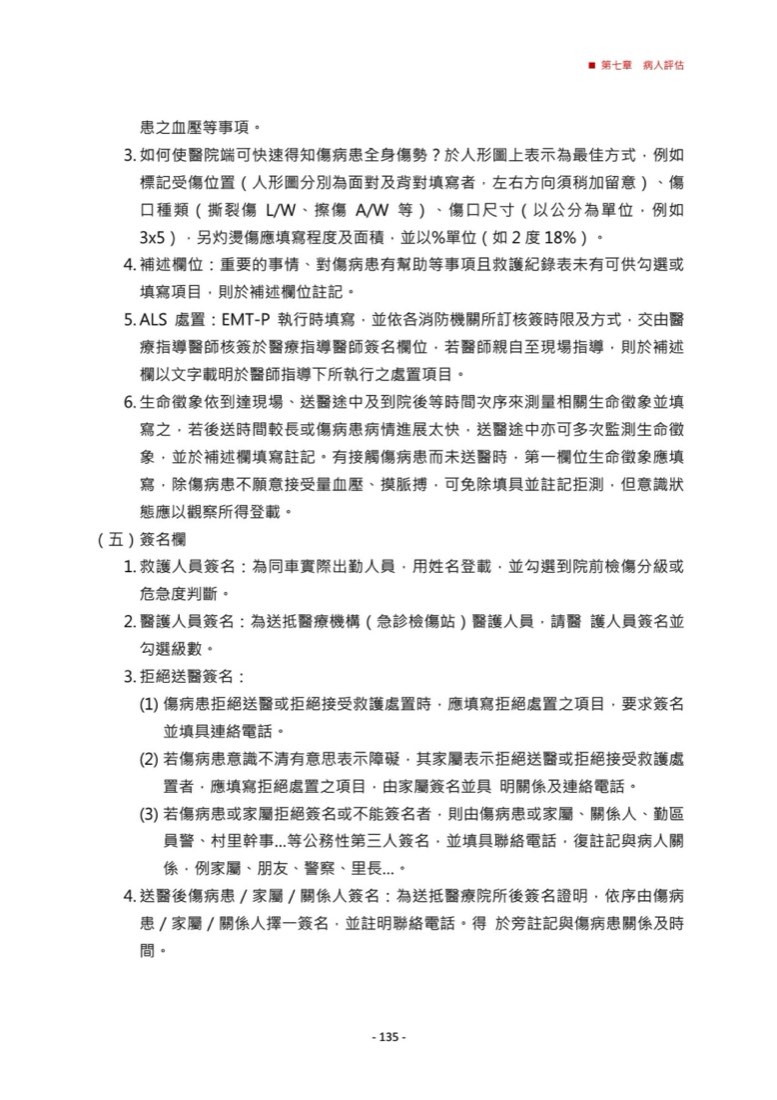 ■ 第七章　病人評估
患之血壓等事項。
3. 如何使醫院端可快速得知傷病患全身傷勢？於人形圖上表示為最佳方式，例如
標記受傷位置（人形圖分別為面對及背對填寫者，左右方向須稍加留意）、傷
口種類（撕裂傷 L/W、擦傷 A/W 等）、傷口尺寸（以公分為單位，例如
3x5），另灼燙傷應填寫程度及面積，並以%單位（如 2 度 18%）。
4. 補述欄位：重要的事情、對傷病患有幫助等事項且救護紀錄表未有可供勾選或
填寫項目，則於補述欄位註記。
5. ALS 處置：EMT-P 執行時填寫，並依各消防機關所訂核簽時限及方式，交由醫
療指導醫師核簽於醫療指導醫師簽名欄位，若醫師親自至現場指導，則於補述
欄以文字載明於醫師指導下所執行之處置項目。
6. 生命徵象依到達現場、送醫途中及到院後等時間次序來測量相關生命徵象並填
寫之，若後送時間較長或傷病患病情進展太快，送醫途中亦可多次監測生命徵
象，並於補述欄填寫註記。有接觸傷病患而未送醫時，第一欄位生命徵象應填
寫，除傷病患不願意接受量血壓、摸脈搏，可免除填具並註記拒測，但意識狀
態應以觀察所得登載。
（五）簽名欄
1. 救護人員簽名：為同車實際出勤人員，用姓名登載，並勾選到院前檢傷分級或
危急度判斷。
2. 醫護人員簽名：為送抵醫療機構（急診檢傷站）醫護人員，請醫 護人員簽名並
勾選級數。
3. 拒絕送醫簽名：
(1) 傷病患拒絕送醫或拒絕接受救護處置時，應填寫拒絕處置之項目，要求簽名
並填具連絡電話。
(2) 若傷病患意識不清有意思表示障礙，其家屬表示拒絕送醫或拒絕接受救護處
置者，應填寫拒絕處置之項目，由家屬簽名並具 明關係及連絡電話。
(3) 若傷病患或家屬拒絕簽名或不能簽名者，則由傷病患或家屬、關係人、勤區
員警、村里幹事...等公務性第三人簽名，並填具聯絡電話，復註記與病人關
係，例家屬、朋友、警察、里長...。
4. 送醫後傷病患 / 家屬 / 關係人簽名：為送抵醫療院所後簽名證明，依序由傷病
患 / 家屬 / 關係人擇一簽名，並註明聯絡電話。得 於旁註記與傷病患關係及時
間。
- 135 -